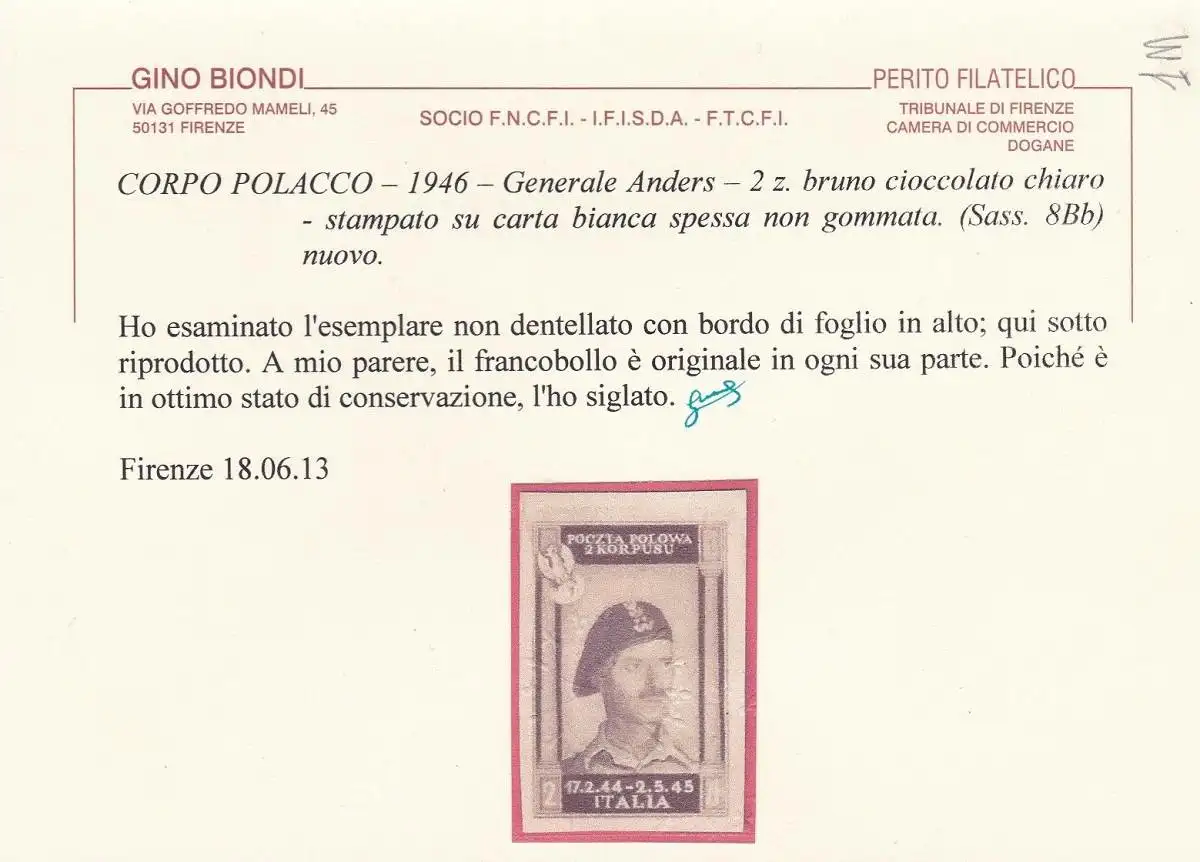 GINO BIONDI
PERITO FILATELICO
VIA GOFFREDO MAMELI, 45
50131 FIRENZE
SOCIO F.N.C.F.I. - I.F.I.S.D.A. - F.T.C.F.I.
TRIBUNALE DI FIRENZE
CAMERA DI COMMERCIO
DOGANE
CORPO POLACCO – 1946 – Generale Anders – 2 z. bruno cioccolato chiaro
- stampato su carta bianca spessa non gommata. (Sass. 8Bb)
nuovo.
Ho esaminato l'esemplare non dentellato con bordo di foglio in alto; qui sotto
riprodotto. A mio parere, il francobollo è originale in ogni sua parte. Poiché è
in ottimo stato di conservazione, l'ho siglato.
Firenze 18.06.13
POCZTA POLOWA
2 KORPUSU
2 17.2.44-2.5.45
ITALIA